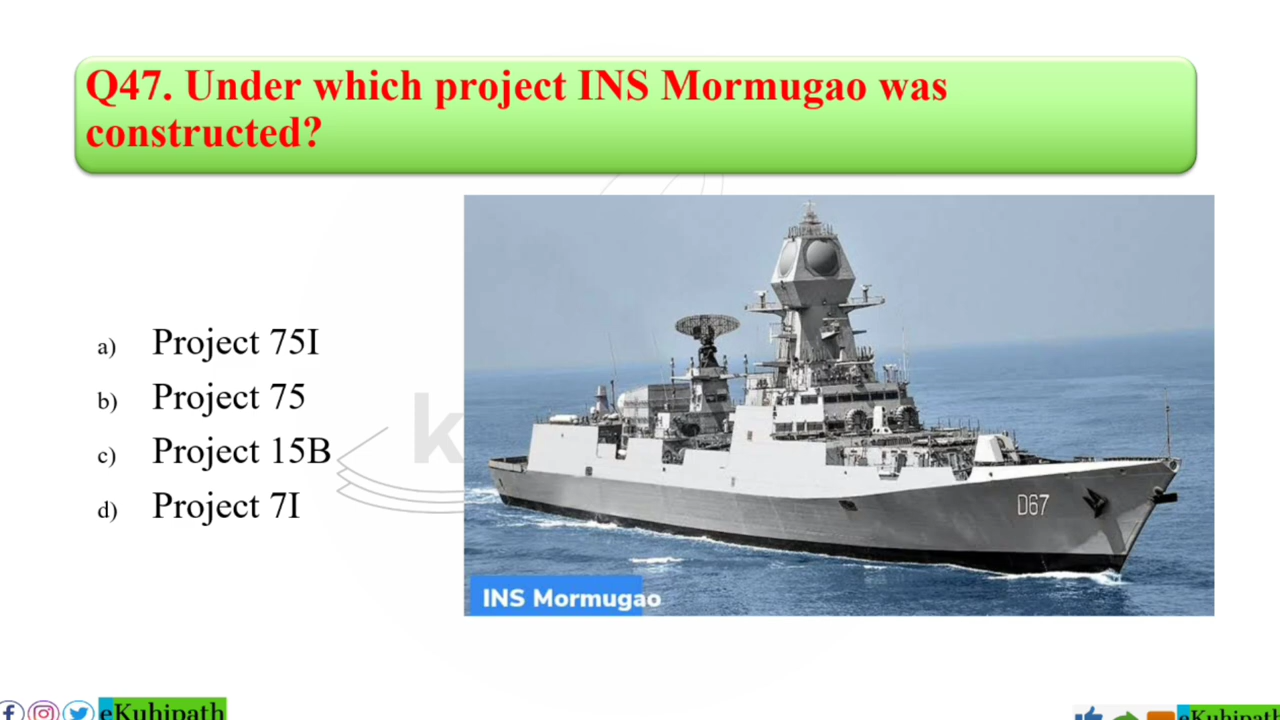 Q47. Under which project INS Mormugao was
constructed?
a) Project 75I
b) Project 75
c) Project 15B
d) Project 7I
D67
INS Mormugao
eKuhipath
eKuhipath